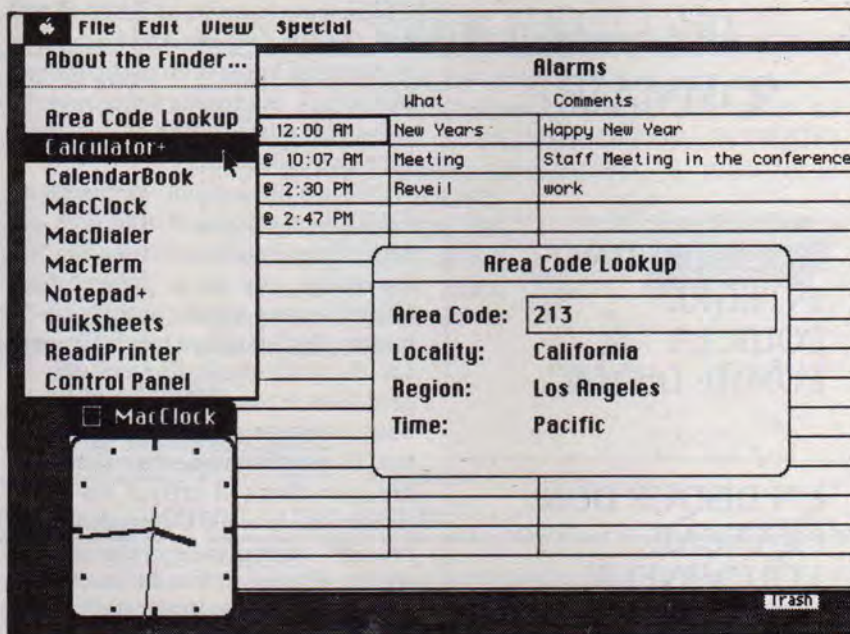 File Edit View Special
About the Finder...
Area Code Lookup
Calculator+
CalendarBook
MacClock
MacDialer
MacTerm
Notepad+
QuikSheets
ReadiPrinter
Control Panel
Alarms
What Comments
@ 12:00 AM New Years Happy New Year
@ 10:07 AM Meeting Staff Meeting in the conference
@ 2:30 PM Reveil work
@ 2:47 PM
Area Code Lookup
Area Code: 213
Locality: California
Region: Los Angeles
Time: Pacific
MacClock
Trash